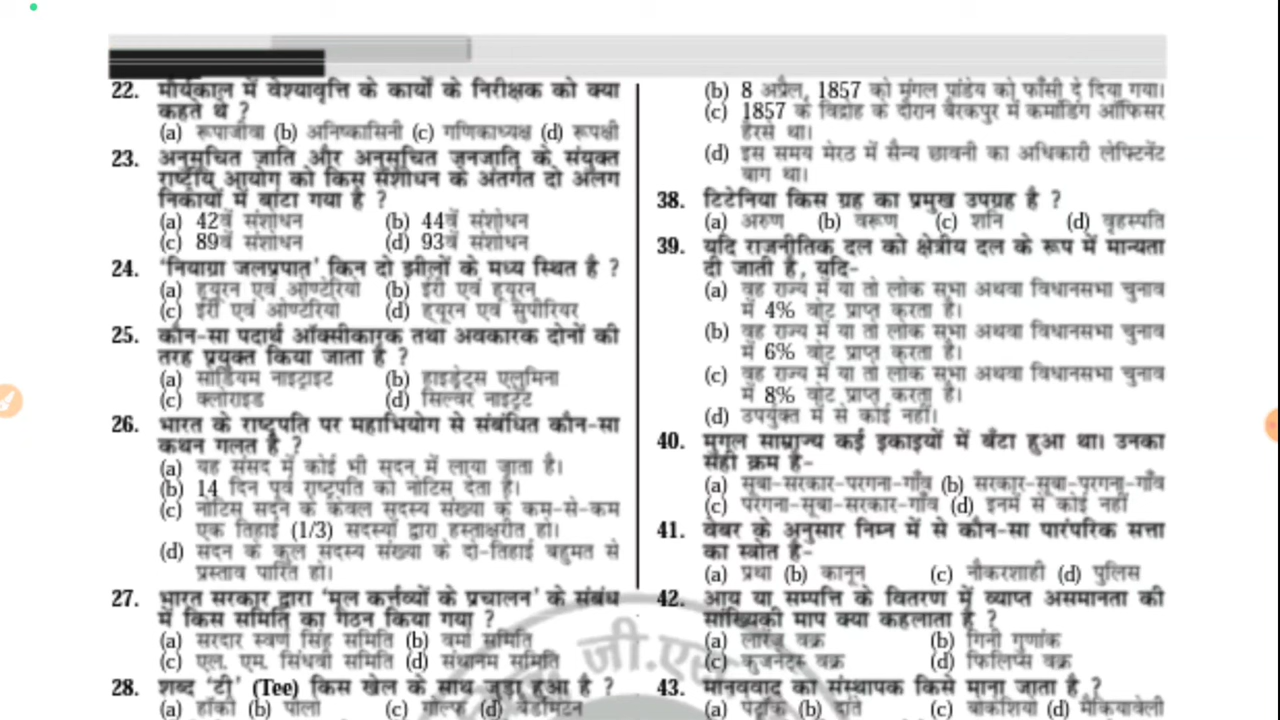 22. मौर्यकाल में वेश्यावृत्ति के कार्यों के निरीक्षक को क्या
कहते थे ?
(a) रूपाजीवा (b) अनिष्कासिनी (c) गणिकाध्यक्ष (d) रूपक्षी
23. अनुसूचित जाति और अनुसूचित जनजाति के संयुक्त
राष्ट्रीय आयोग को किस संशोधन के अंतर्गत दो अलग
निकायों में बांटा गया है ?
(a) 42वें संशोधन (b) 44वें संशोधन
(c) 89वें संशोधन (d) 93वें संशोधन
24. 'नियाग्रा जलप्रपात' किन दो झीलों के मध्य स्थित है ?
(a) ह्यूरन एवं ओण्टेरियो (b) ईरी एवं ह्यूरन
(c) ईरी एवं ओण्टेरियो (d) ह्यूरन एवं सुपीरियर
25. कौन-सा पदार्थ ऑक्सीकारक तथा अवकारक दोनों की
तरह प्रयुक्त किया जाता है ?
(a) सोडियम नाइट्राइट (b) हाइड्रेट्स एलुमिना
(c) क्लोराइड (d) सिल्वर नाइट्रेट
26. भारत के राष्ट्रपति पर महाभियोग से संबंधित कौन-सा
कथन गलत है ?
(a) यह संसद में कोई भी सदन में लाया जाता है।
(b) 14 दिन पूर्व राष्ट्रपति को नोटिस देता है।
(c) नोटिस सदन के केवल सदस्य संख्या के कम-से-कम
एक तिहाई (1/3) सदस्यों द्वारा हस्ताक्षरीत हो।
(d) सदन के कुल सदस्य संख्या के दो-तिहाई बहुमत से
प्रस्ताव पारित हो।
27. भारत सरकार द्वारा 'मूल कर्त्तव्यों के प्रचालन' के संबंध
में किस समिति का गठन किया गया ?
(a) सरदार स्वर्ण सिंह समिति (b) वर्मा समिति
(c) एल. एम. सिंघवी समिति (d) संथानम समिति
28. शब्द 'टी' (Tee) किस खेल के साथ जुड़ा हुआ है ?
(a) हॉकी (b) पोलो (c) गोल्फ (d) बैडमिंटन
(b) 8 अप्रैल, 1857 को मंगल पांडेय को फाँसी दे दिया गया।
(c) 1857 के विद्रोह के दौरान बैरकपुर में कमांडिंग ऑफिसर
हैरसे था।
(d) इस समय मेरठ में सैन्य छावनी का अधिकारी लेफ्टिनेंट
बाग था।
38. टिटेनिया किस ग्रह का प्रमुख उपग्रह है ?
(a) अरुण (b) वरूण (c) शनि (d) वृहस्पति
39. यदि राजनीतिक दल को क्षेत्रीय दल के रूप में मान्यता
दी जाती है, यदि-
(a) वह राज्य में या तो लोक सभा अथवा विधानसभा चुनाव
में 4% वोट प्राप्त करता है।
(b) वह राज्य में या तो लोक सभा अथवा विधानसभा चुनाव
में 6% वोट प्राप्त करता है।
(c) वह राज्य में या तो लोक सभा अथवा विधानसभा चुनाव
में 8% वोट प्राप्त करता है।
(d) उपर्युक्त में से कोई नहीं।
40. मुगल साम्राज्य कई इकाइयों में बँटा हुआ था। उनका
सही क्रम है-
(a) सूबा-सरकार-परगना-गाँव (b) सरकार-सूबा-परगना-गाँव
(c) परगना-सूबा-सरकार-गाँव (d) इनमें से कोई नहीं
41. वेबर के अनुसार निम्न में से कौन-सा पारंपरिक सत्ता
का स्त्रोत है-
(a) प्रथा (b) कानून (c) नौकरशाही (d) पुलिस
42. आय या सम्पत्ति के वितरण में व्याप्त असमानता की
सांख्यिकी माप क्या कहलाता है ?
(a) लॉरेंज वक्र (b) गिनी गुणांक
(c) कुजनेट्स वक्र (d) फिलिप्स वक्र
43. मानववाद का संस्थापक किसे माना जाता है ?
(a) पेट्रॉर्क (b) दांते (c) बोकेशियो (d) मैकियावेली
जी.एस.